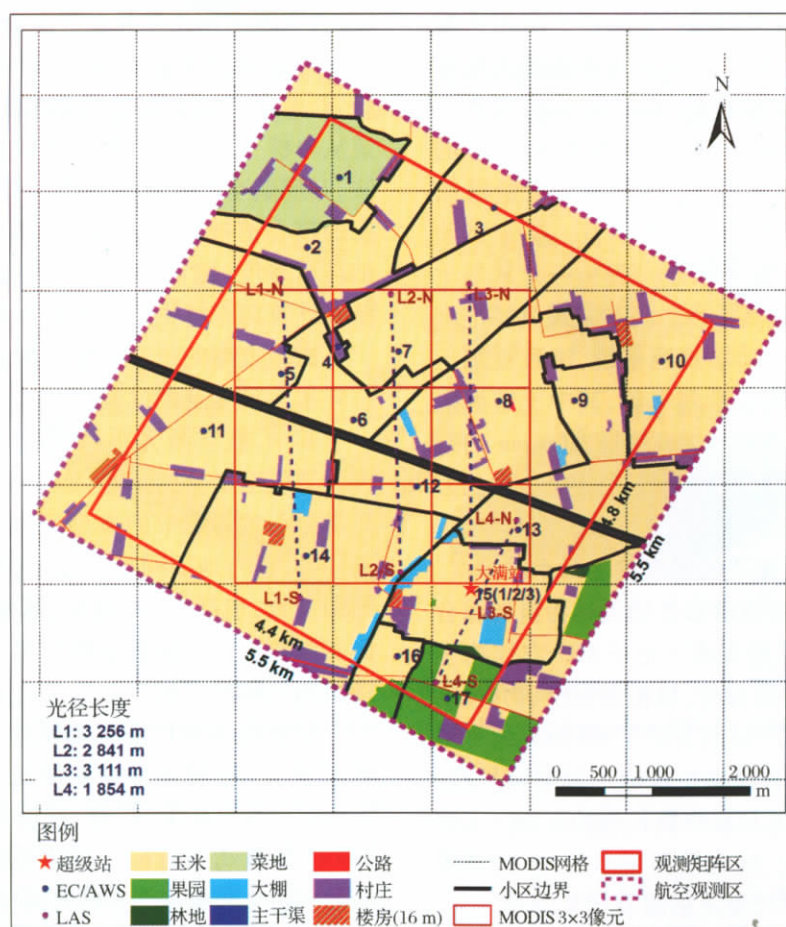 N
1
2
3
L1-N
L2-N
L3-N
4
7
5
10
8
9
6
11
12
4.8 km
5.5 km
L4-N
13
14
大满站
L2-S
15(1/2/3)
L1-S
L3-S
4.4 km
5.5 km
16
L4-S
17
光径长度
L1: 3 256 m
L2: 2 841 m
L3: 3 111 m
L4: 1 854 m
0 500 1 000 2 000
m
图例
超级站 玉米 菜地 公路 MODIS网格 观测矩阵区
EC/AWS 果园 大棚 村庄 小区边界 航空观测区
LAS 林地 主干渠 楼房(16 m) MODIS 3×3像元